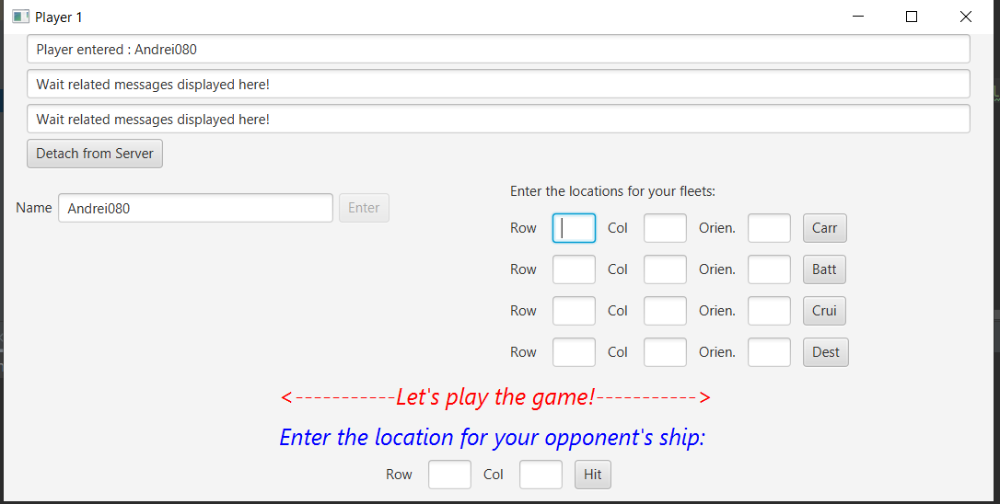 Player 1
Player entered : Andrei080
Wait related messages displayed here!
Wait related messages displayed here!
Detach from Server
Name Andrei080 Enter
Enter the locations for your fleets:
Row Col Orien. Carr
Row Col Orien. Batt
Row Col Orien. Crui
Row Col Orien. Dest
<-----------Let's play the game!----------->
Enter the location for your opponent's ship:
Row Col Hit